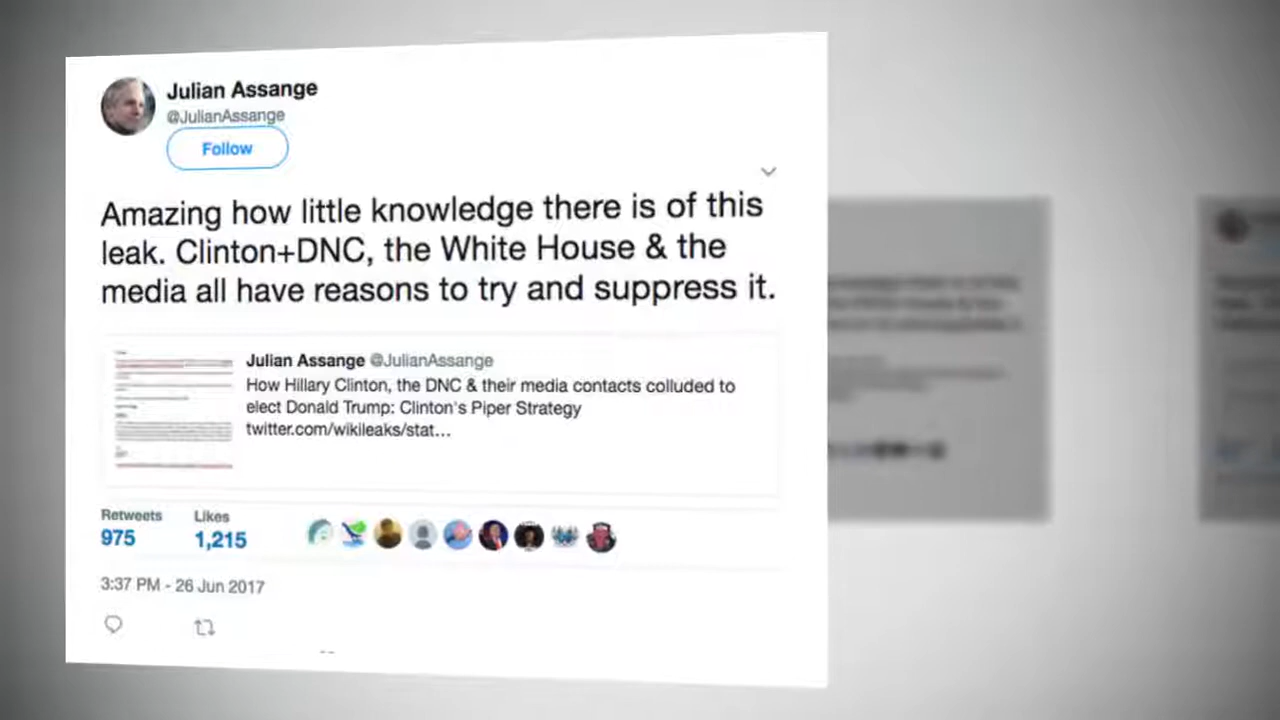 Julian Assange
@JulianAssange
Follow
Amazing how little knowledge there is of this
leak. Clinton+DNC, the White House & the
media all have reasons to try and suppress it.
Julian Assange @JulianAssange
How Hillary Clinton, the DNC & their media contacts colluded to
elect Donald Trump: Clinton's Piper Strategy
twitter.com/wikileaks/stat...
Retweets Likes
975 1,215
3:37 PM - 26 Jun 2017